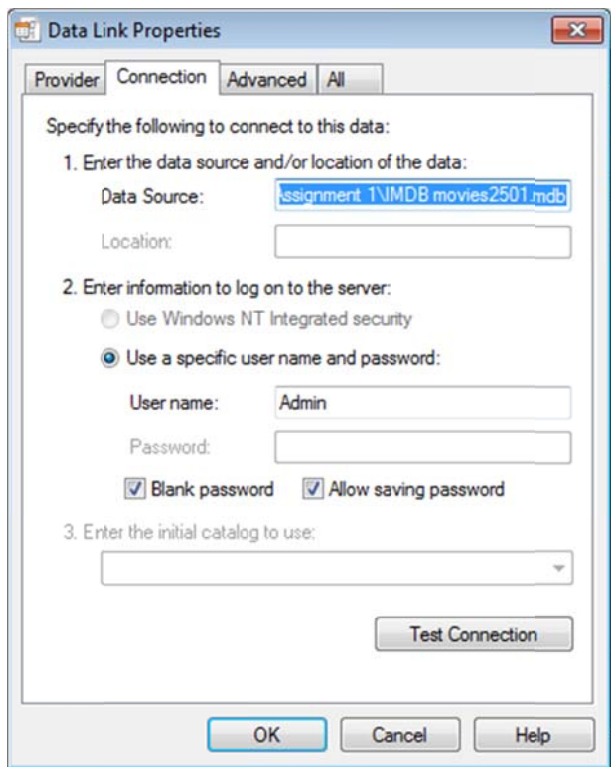 Data Link Properties
Provider Connection Advanced All
Specify the following to connect to this data:
1. Enter the data source and/or location of the data:
Data Source: Assignment 1\IMDB movies2501.mdb
Location:
2. Enter information to log on to the server:
Use Windows NT Integrated security
Use a specific user name and password:
User name: Admin
Password:
Blank password Allow saving password
3. Enter the initial catalog to use:
Test Connection
OK Cancel Help